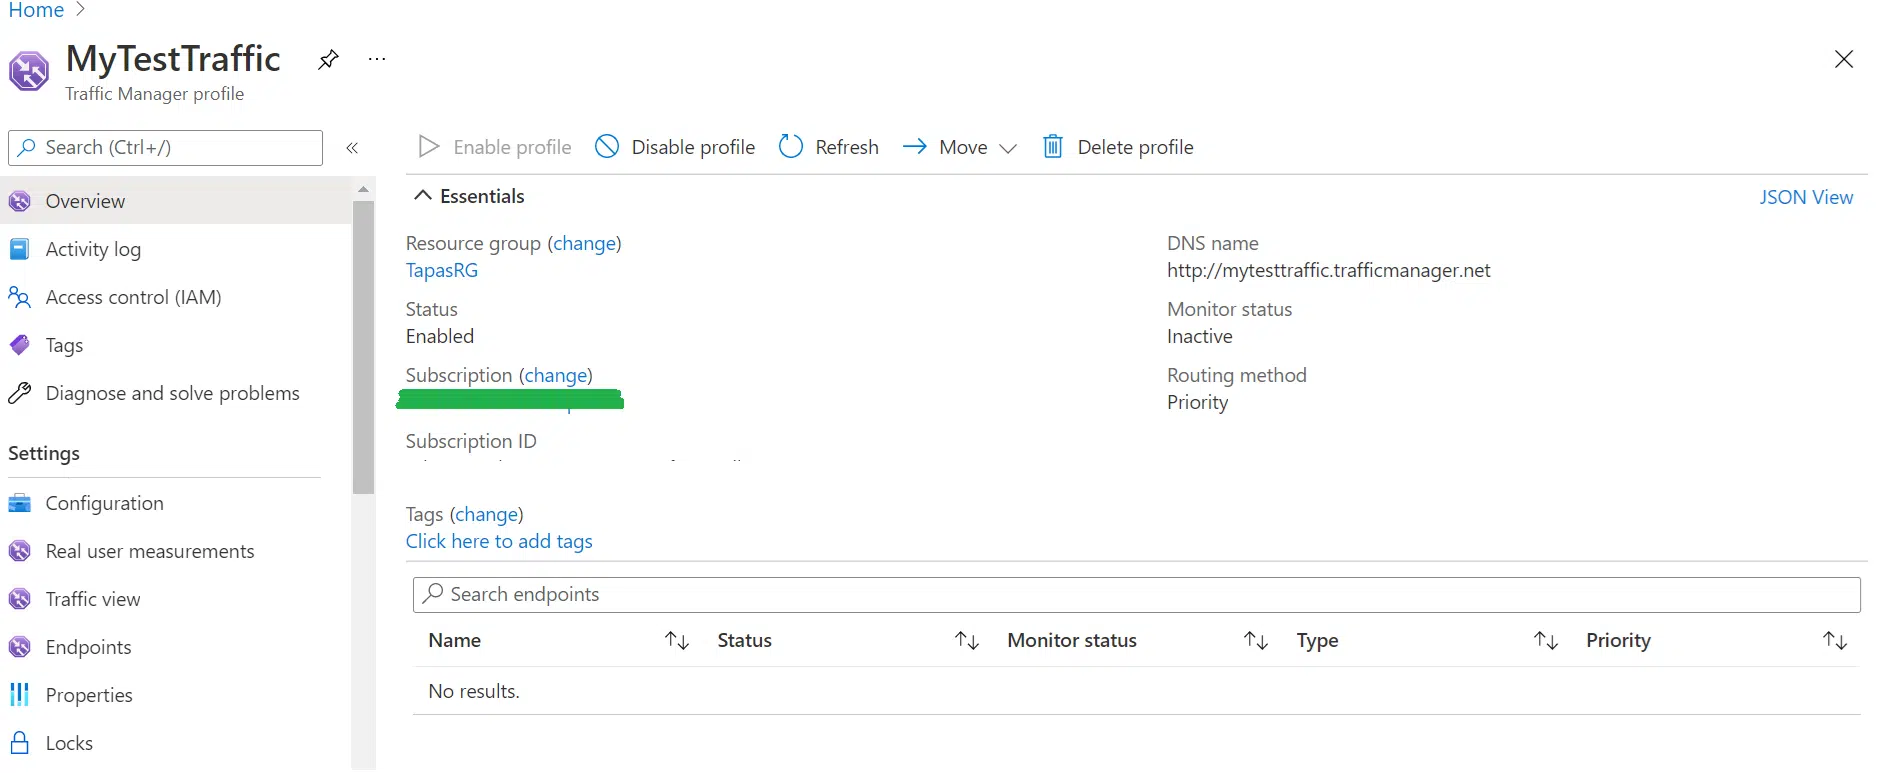 Home >
MyTestTraffic ...
Traffic Manager profile
Search (Ctrl+/) «
Overview
Activity log
Access control (IAM)
Tags
Diagnose and solve problems
Settings
Configuration
Real user measurements
Traffic view
Endpoints
Properties
Locks
Enable profile Disable profile Refresh Move Delete profile
Essentials JSON View
Resource group (change)
TapasRG
Status
Enabled
Subscription (change)
Subscription ID
DNS name
http://mytesttraffic.trafficmanager.net
Monitor status
Inactive
Routing method
Priority
Tags (change)
Click here to add tags
Search endpoints
Name Status Monitor status Type Priority
No results.